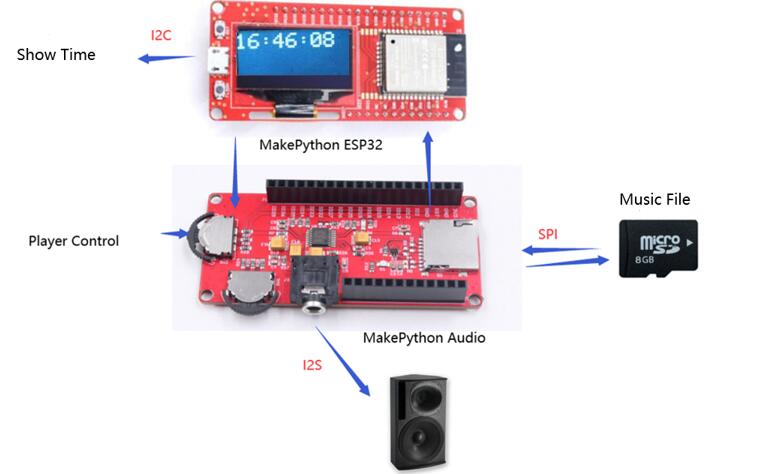 I2C
Show Time
16:46:08
MakePython ESP32
Music File
Player Control
SPI
micro
SD
8GB
MakePython Audio
I2S